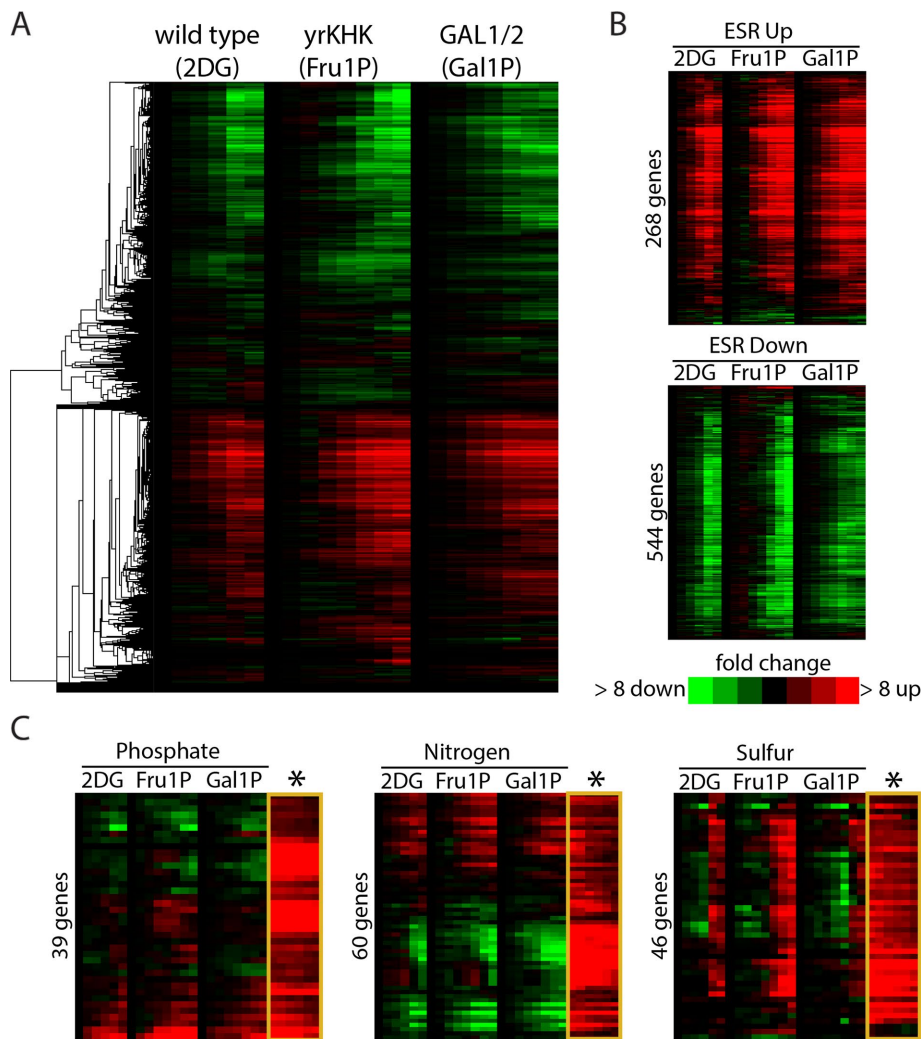 A
wild type
(2DG)
yrKHK
(Fru1P)
GAL1/2
(Gal1P)
B
ESR Up
2DG Fru1P Gal1P
268 genes
ESR Down
2DG Fru1P Gal1P
544 genes
fold change
> 8 down
> 8 up
C
Phosphate
2DG Fru1P Gal1P *
39 genes
Nitrogen
2DG Fru1P Gal1P *
60 genes
Sulfur
2DG Fru1P Gal1P *
46 genes